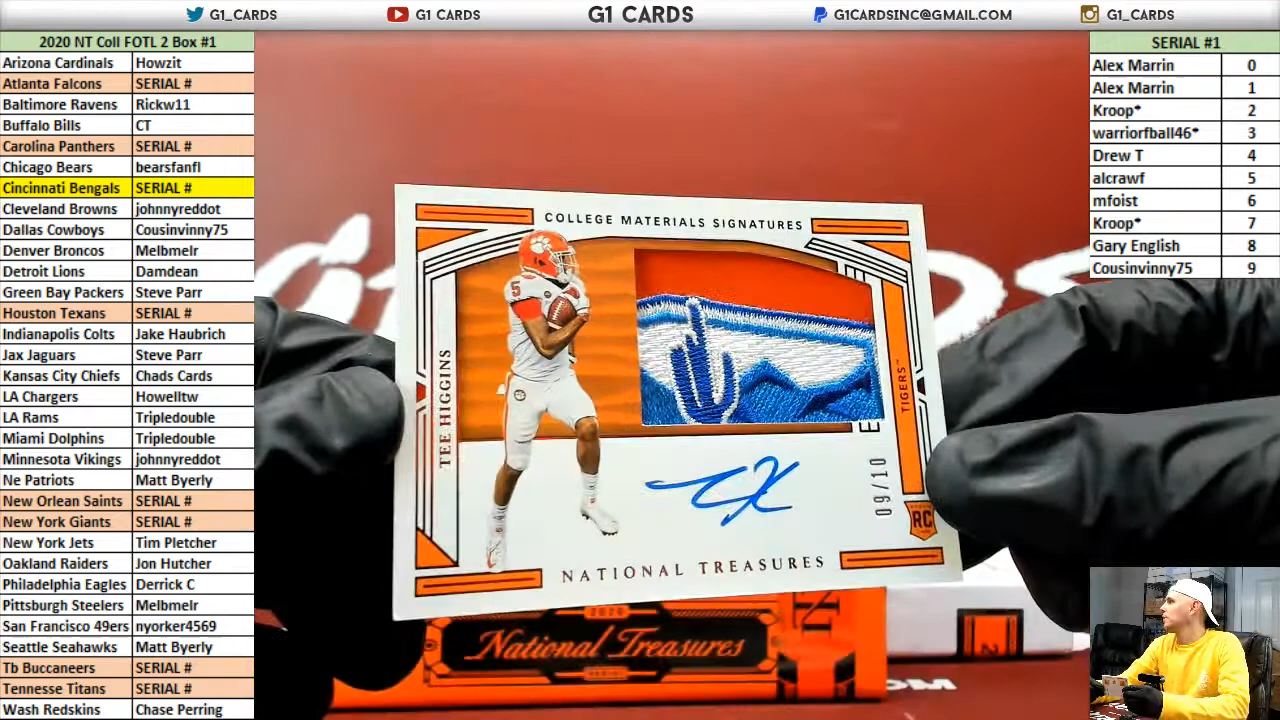 G1_CARDS
G1 CARDS
G1 CARDS
G1CARDSINC@GMAIL.COM
G1_CARDS
2020 NT Coll FOTL 2 Box #1
Arizona Cardinals Howzit
Atlanta Falcons SERIAL #
Baltimore Ravens Rickw11
Buffalo Bills CT
Carolina Panthers SERIAL #
Chicago Bears bearsfanfl
Cincinnati Bengals SERIAL #
Cleveland Browns johnnyreddot
Dallas Cowboys Cousinvinny75
Denver Broncos Melbmelr
Detroit Lions Damdean
Green Bay Packers Steve Parr
Houston Texans SERIAL #
Indianapolis Colts Jake Haubrich
Jax Jaguars Steve Parr
Kansas City Chiefs Chads Cards
LA Chargers Howelltw
LA Rams Tripledouble
Miami Dolphins Tripledouble
Minnesota Vikings johnnyreddot
Ne Patriots Matt Byerly
New Orlean Saints SERIAL #
New York Giants SERIAL #
New York Jets Tim Pletcher
Oakland Raiders Jon Hutcher
Philadelphia Eagles Derrick C
Pittsburgh Steelers Melbmelr
San Francisco 49ers nyorker4569
Seattle Seahawks Matt Byerly
Tb Buccaneers SERIAL #
Tennesse Titans SERIAL #
Wash Redskins Chase Perring
SERIAL #1
Alex Marrin 0
Alex Marrin 1
Kroop* 2
warriorfball46* 3
Drew T 4
alcrawf 5
mfoist 6
Kroop* 7
Gary English 8
Cousinvinny75 9
COLLEGE MATERIALS SIGNATURES
TEE HIGGINS
5
TIGERS™
09/10
RC
NATIONAL TREASURES
2020
National Treasures
PANINI